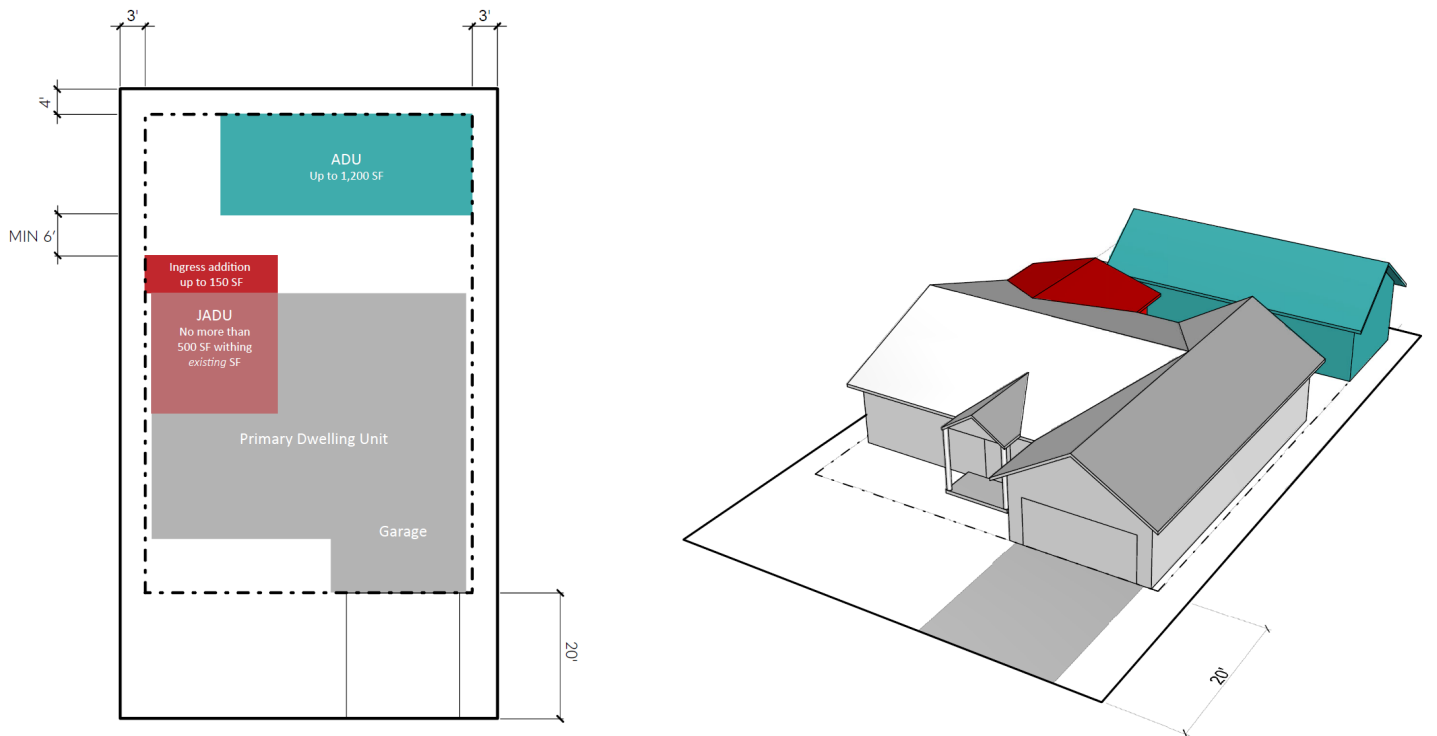 3'
3'
4'
ADU
Up to 1,200 SF
MIN 6'
Ingress addition
up to 150 SF
JADU
No more than
500 SF withing
existing SF
Primary Dwelling Unit
Garage
20'
20'